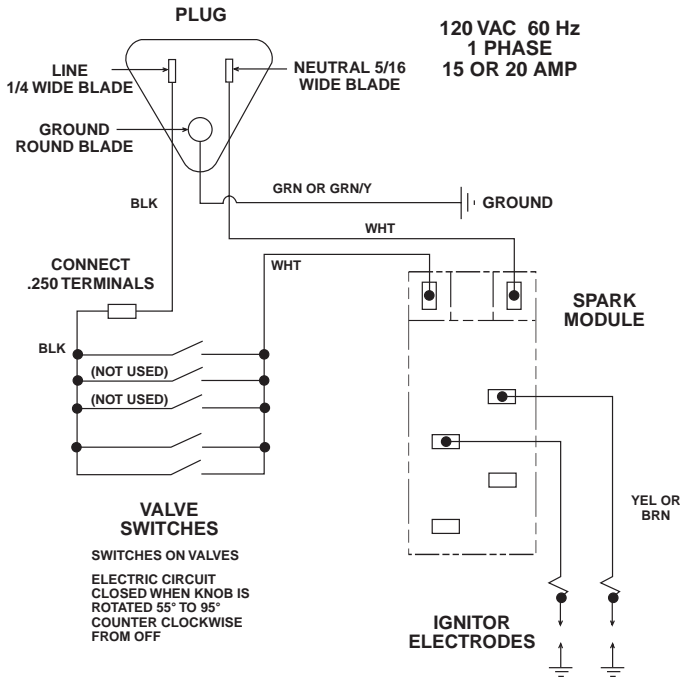 PLUG
120 VAC 60 Hz
1 PHASE
15 OR 20 AMP
LINE
1/4 WIDE BLADE
NEUTRAL 5/16
WIDE BLADE
GROUND
ROUND BLADE
GRN OR GRN/Y
GROUND
BLK
WHT
WHT
CONNECT
.250 TERMINALS
SPARK
MODULE
BLK
(NOT USED)
(NOT USED)
YEL OR
BRN
VALVE
SWITCHES
SWITCHES ON VALVES
ELECTRIC CIRCUIT
CLOSED WHEN KNOB IS
ROTATED 55° TO 95°
COUNTER CLOCKWISE
FROM OFF
IGNITOR
ELECTRODES